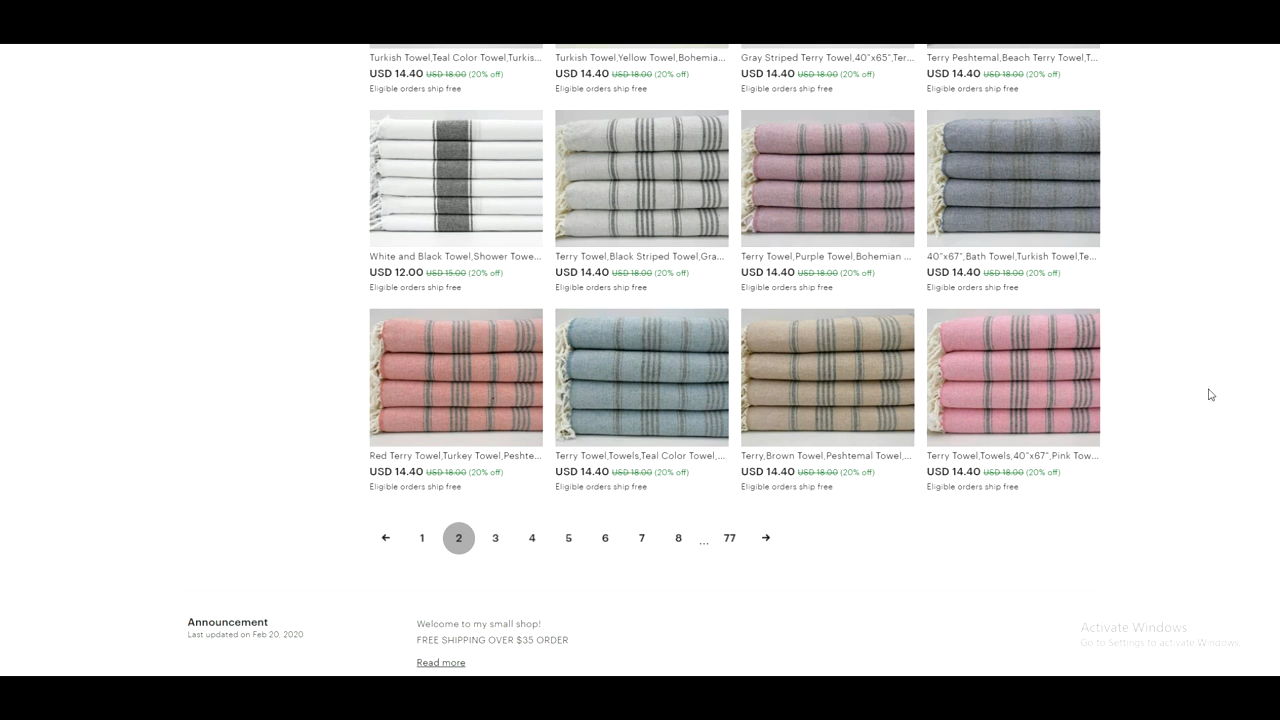 Turkish Towel,Teal Color Towel,Turkis...
USD 14.40 USD 18.00 (20% off)
Eligible orders ship free
Turkish Towel,Yellow Towel,Bohemia...
USD 14.40 USD 18.00 (20% off)
Eligible orders ship free
Gray Striped Terry Towel,40"x65",Ter...
USD 14.40 USD 18.00 (20% off)
Eligible orders ship free
Terry Peshtemal,Beach Terry Towel,T...
USD 14.40 USD 18.00 (20% off)
Eligible orders ship free
White and Black Towel,Shower Towe...
USD 12.00 USD 15.00 (20% off)
Eligible orders ship free
Terry Towel,Black Striped Towel,Gra...
USD 14.40 USD 18.00 (20% off)
Eligible orders ship free
Terry Towel,Purple Towel,Bohemian ...
USD 14.40 USD 18.00 (20% off)
Eligible orders ship free
40"x67",Bath Towel,Turkish Towel,Te...
USD 14.40 USD 18.00 (20% off)
Eligible orders ship free
Red Terry Towel,Turkey Towel,Peshte...
USD 14.40 USD 18.00 (20% off)
Eligible orders ship free
Terry Towel,Towels,Teal Color Towel,...
USD 14.40 USD 18.00 (20% off)
Eligible orders ship free
Terry,Brown Towel,Peshtemal Towel,...
USD 14.40 USD 18.00 (20% off)
Eligible orders ship free
Terry Towel,Towels,40"x67",Pink Tow...
USD 14.40 USD 18.00 (20% off)
Eligible orders ship free
← 1 2 3 4 5 6 7 8 ... 77 →
Announcement
Last updated on Feb 20, 2020
Welcome to my small shop!
FREE SHIPPING OVER $35 ORDER
Read more
Activate Windows
Go to Settings to activate Windows.